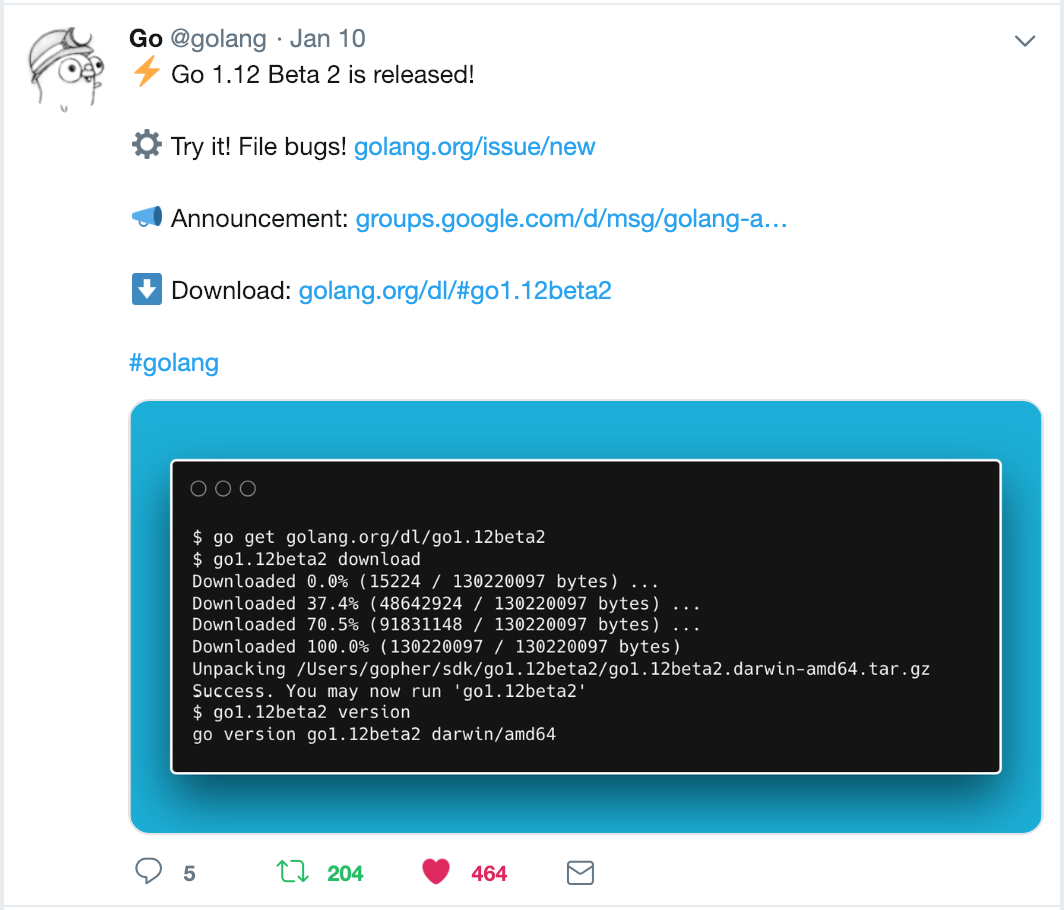 Go @golang · Jan 10
⚡ Go 1.12 Beta 2 is released!
⚙ Try it! File bugs! golang.org/issue/new
📣 Announcement: groups.google.com/d/msg/golang-a…
⬇ Download: golang.org/dl/#go1.12beta2
#golang
$ go get golang.org/dl/go1.12beta2
$ go1.12beta2 download
Downloaded 0.0% (15224 / 130220097 bytes) ...
Downloaded 37.4% (48642924 / 130220097 bytes) ...
Downloaded 70.5% (91831148 / 130220097 bytes) ...
Downloaded 100.0% (130220097 / 130220097 bytes)
Unpacking /Users/gopher/sdk/go1.12beta2/go1.12beta2.darwin-amd64.tar.gz
Success. You may now run 'go1.12beta2'
$ go1.12beta2 version
go version go1.12beta2 darwin/amd64
5 204 464